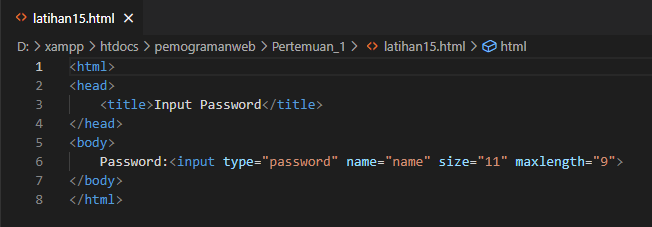 latihan15.html ×
D: > xampp > htdocs > pemogramanweb > Pertemuan_1 > latihan15.html > html
1 <html>
2 <head>
3 <title>Input Password</title>
4 </head>
5 <body>
6 Password:<input type="password" name="name" size="11" maxlength="9">
7 </body>
8 </html>